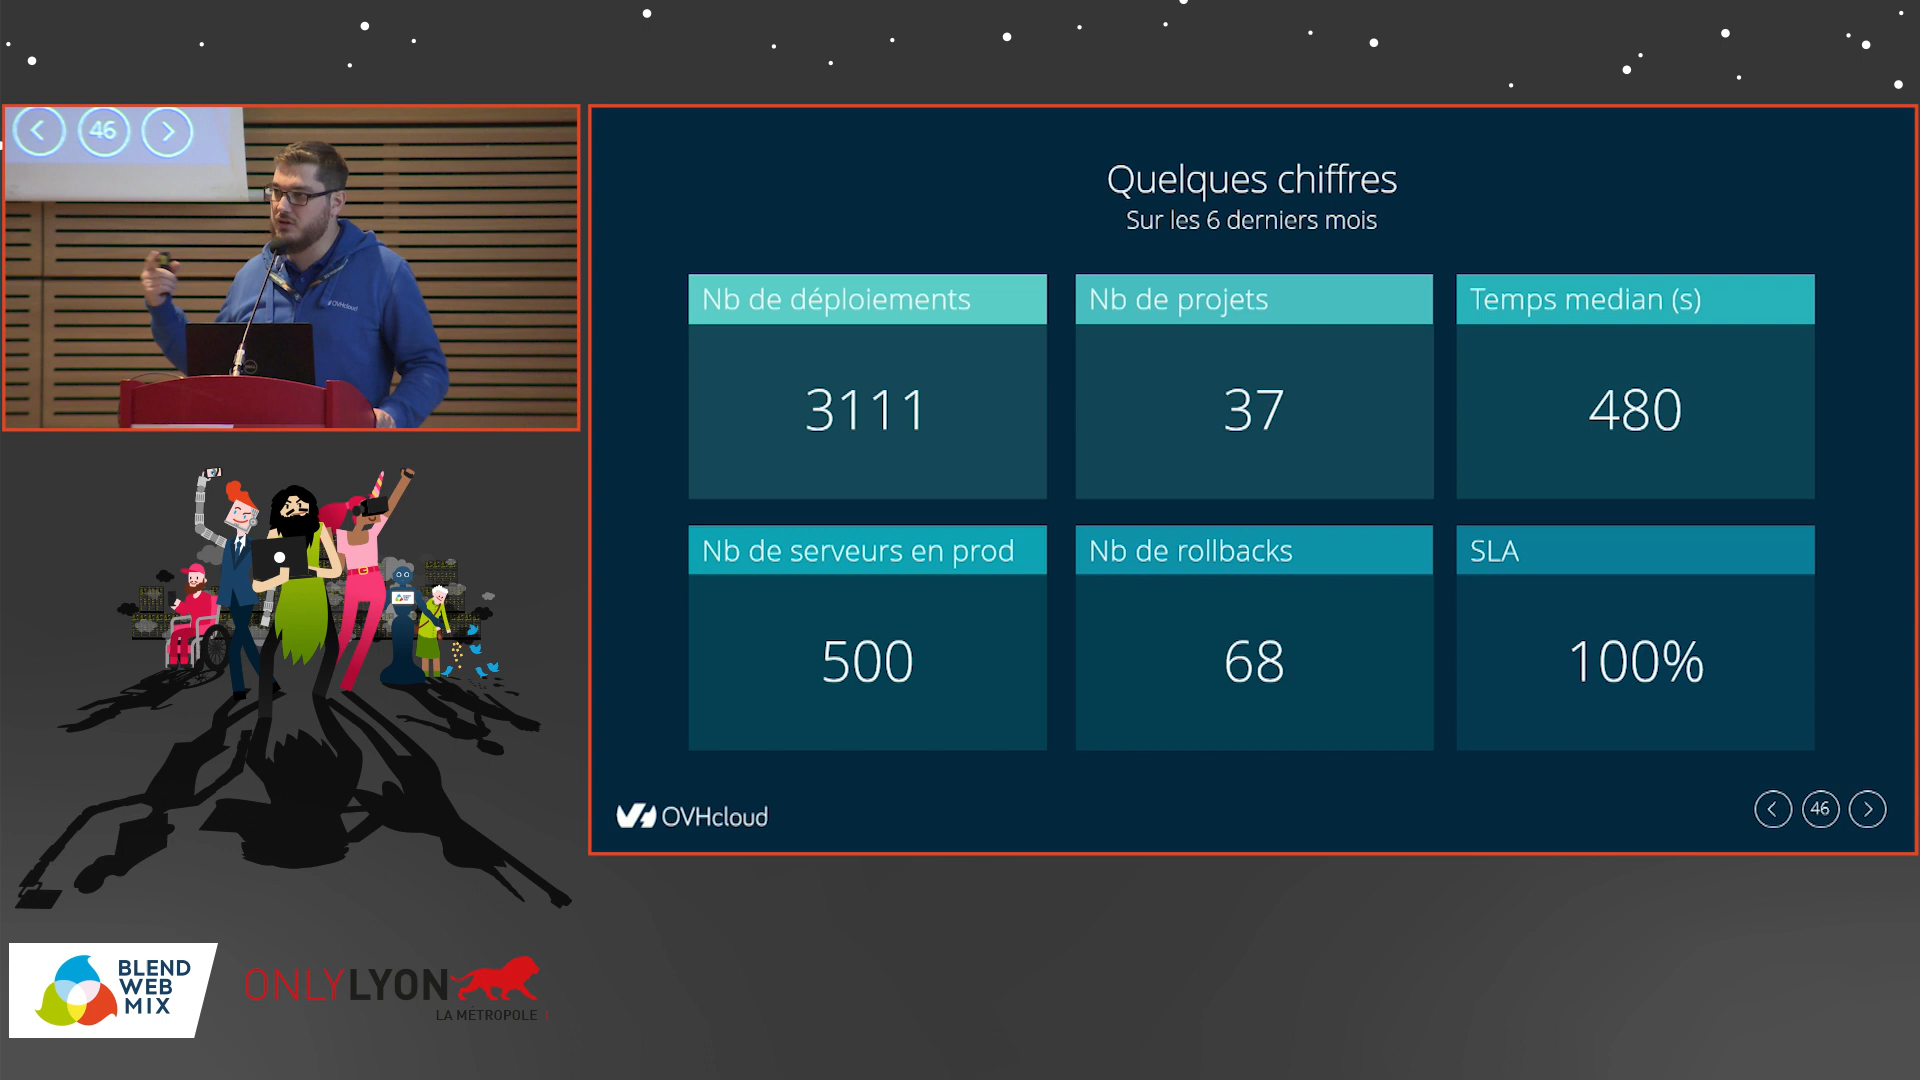 46
OVHcloud
Quelques chiffres
Sur les 6 derniers mois
Nb de déploiements
3111
Nb de projets
37
Temps median (s)
480
Nb de serveurs en prod
500
Nb de rollbacks
68
SLA
100%
OVHcloud
46
BLEND
WEB
MIX
ONLYLYON
LA MÉTROPOLE